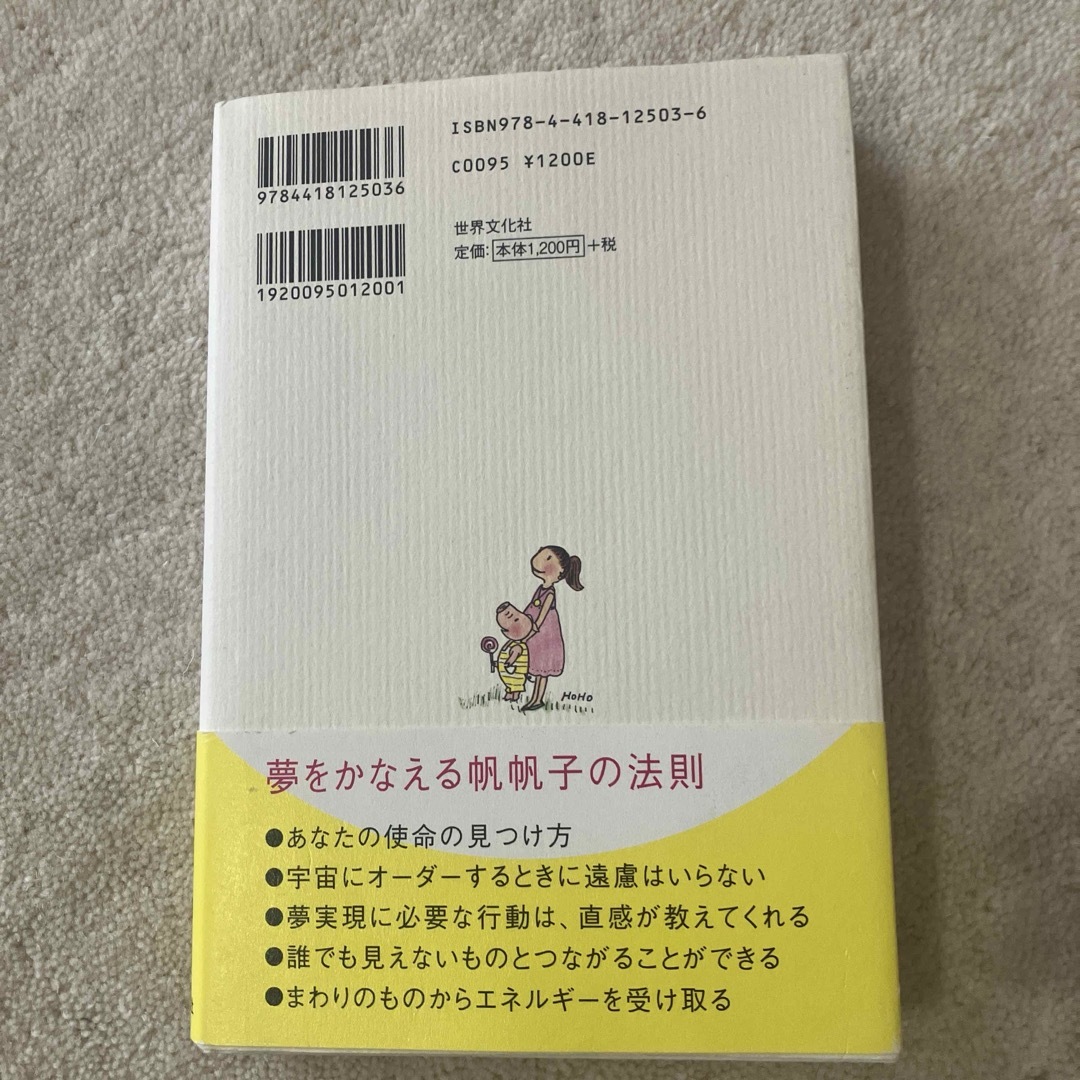 ISBN978-4-418-12503-6
C0095 ¥1200E
9784418125036
世界文化社
定価:本体1,200円+税
1920095012001
HoHo
夢をかなえる帆帆子の法則
●あなたの使命の見つけ方
●宇宙にオーダーするときに遠慮はいらない
●夢実現に必要な行動は、直感が教えてくれる
●誰でも見えないものとつながることができる
●まわりのものからエネルギーを受け取る